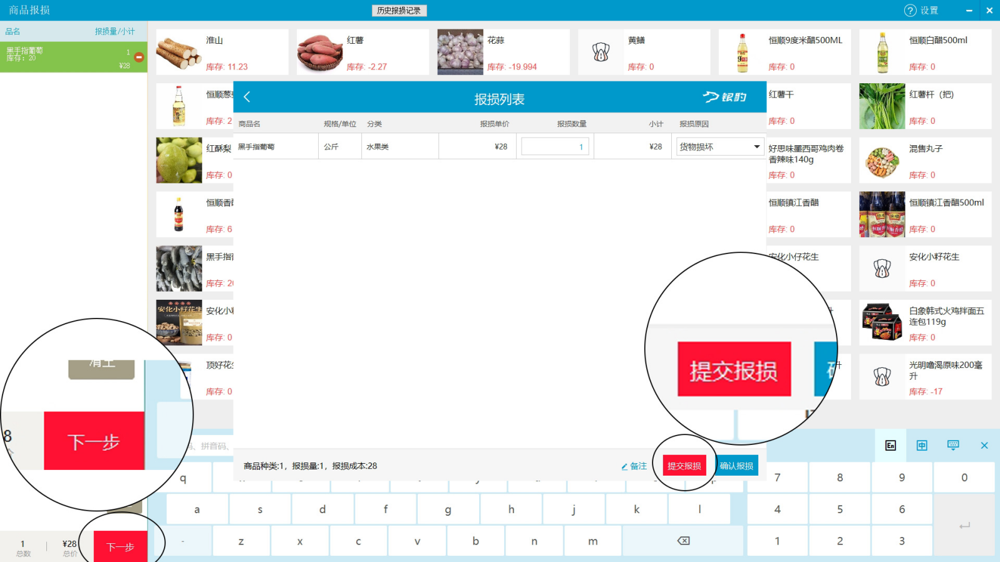 商品报损
历史报损记录
设置
品名
报损量/小计
黑手指葡萄
库存：20
1
¥28
淮山
库存: 11.23
红薯
库存: -2.27
花蒜
库存: -19.994
黄鳝
库存: 0
恒顺9度米醋500ML
库存: 0
恒顺白醋500ml
库存: 0
恒顺葱
库存: 2
报损列表
银豹
红薯干
库存: 0
红薯杆（把)
库存: 0
商品名
规格/单位
分类
报损单价
报损数量
小计
报损原因
黑手指葡萄
公斤
水果类
¥28
1
¥28
货物损坏
红酥梨
库存: 0
好思味墨西哥鸡肉卷
香辣味140g
库存: 0
混售丸子
库存: 0
恒顺香
库存: 6
恒顺镇江香醋
库存: 0
恒顺镇江香醋500ml
库存: 0
黑手指
库存: 2
安化小仔花生
安化小籽花生
库存: 0
安化小籽花生
安化小
库存: 0
白象韩式火鸡拌面五
连包119g
库存: 0
提交报损
顶好花
库存: 0
光明噜渴原味200毫
升
库存: -17
8
下一步
、拼音码、
En
中
商品种类:1，报损量:1，报损成本:28
备注
提交报损
确认报损
q
7
8
9
0
a
s
d
f
g
h
j
k
l
4
5
6
-
z
x
c
v
b
n
m
1
2
3
1
总数
¥28
总价
下一步